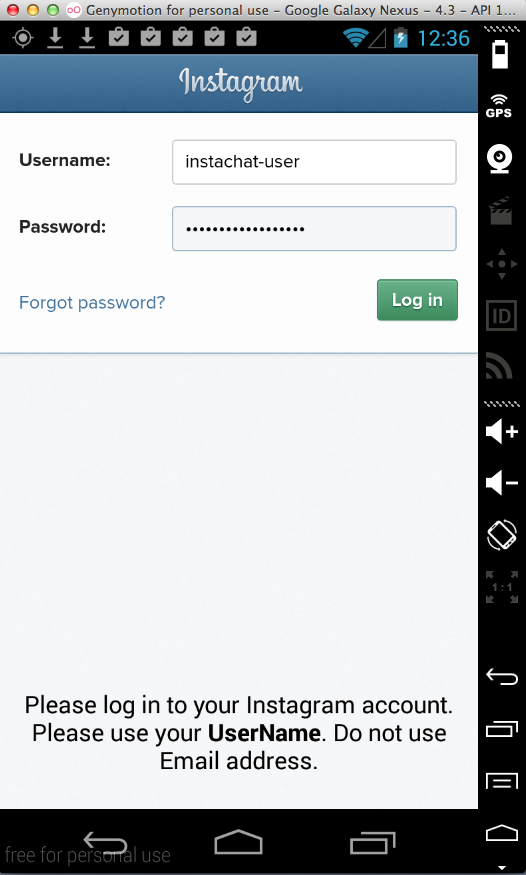 Genymotion for personal use – Google Galaxy Nexus – 4.3 – API 1...
12:36
GPS
Instagram
Username:
instachat-user
Password:
••••••••••••••••••
Forgot password?
Log in
ID
1:1
Please log in to your Instagram account.
Please use your UserName. Do not use
Email address.
free for personal use